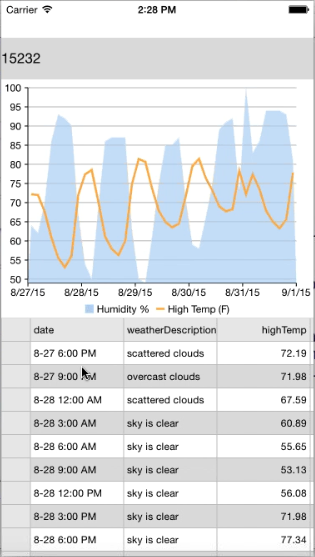 Carrier 2:28 PM
15232
100
95
90
85
80
75
70
65
60
55
50
8/27/15 8/28/15 8/29/15 8/30/15 8/31/15 9/1/15
Humidity % High Temp (F)
date weatherDescription highTemp
8-27 6:00 PM scattered clouds 72.19
8-27 9:00 AM overcast clouds 71.98
8-28 12:00 AM scattered clouds 67.59
8-28 3:00 AM sky is clear 60.89
8-28 6:00 AM sky is clear 55.65
8-28 9:00 AM sky is clear 53.13
8-28 12:00 PM sky is clear 56.08
8-28 3:00 PM sky is clear 71.98
8-28 6:00 PM sky is clear 77.34